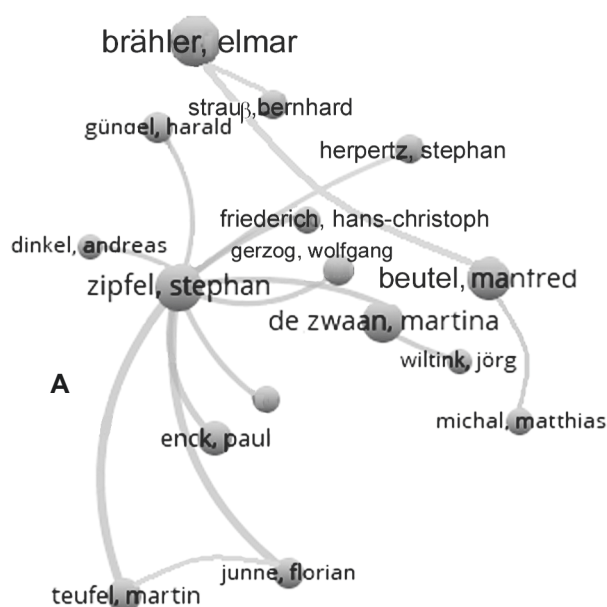 brähler, elmar
strauβ,bernhard
güngel, harald
herpertz, stephan
friederich, hans-christoph
dinkel, andreas
gerzog, wolfgang
zipfel, stephan
beutel, manfred
de zwaan, martina
wiltink, jörg
A
michal, matthias
enck, paul
junne, florian
teufel, martin